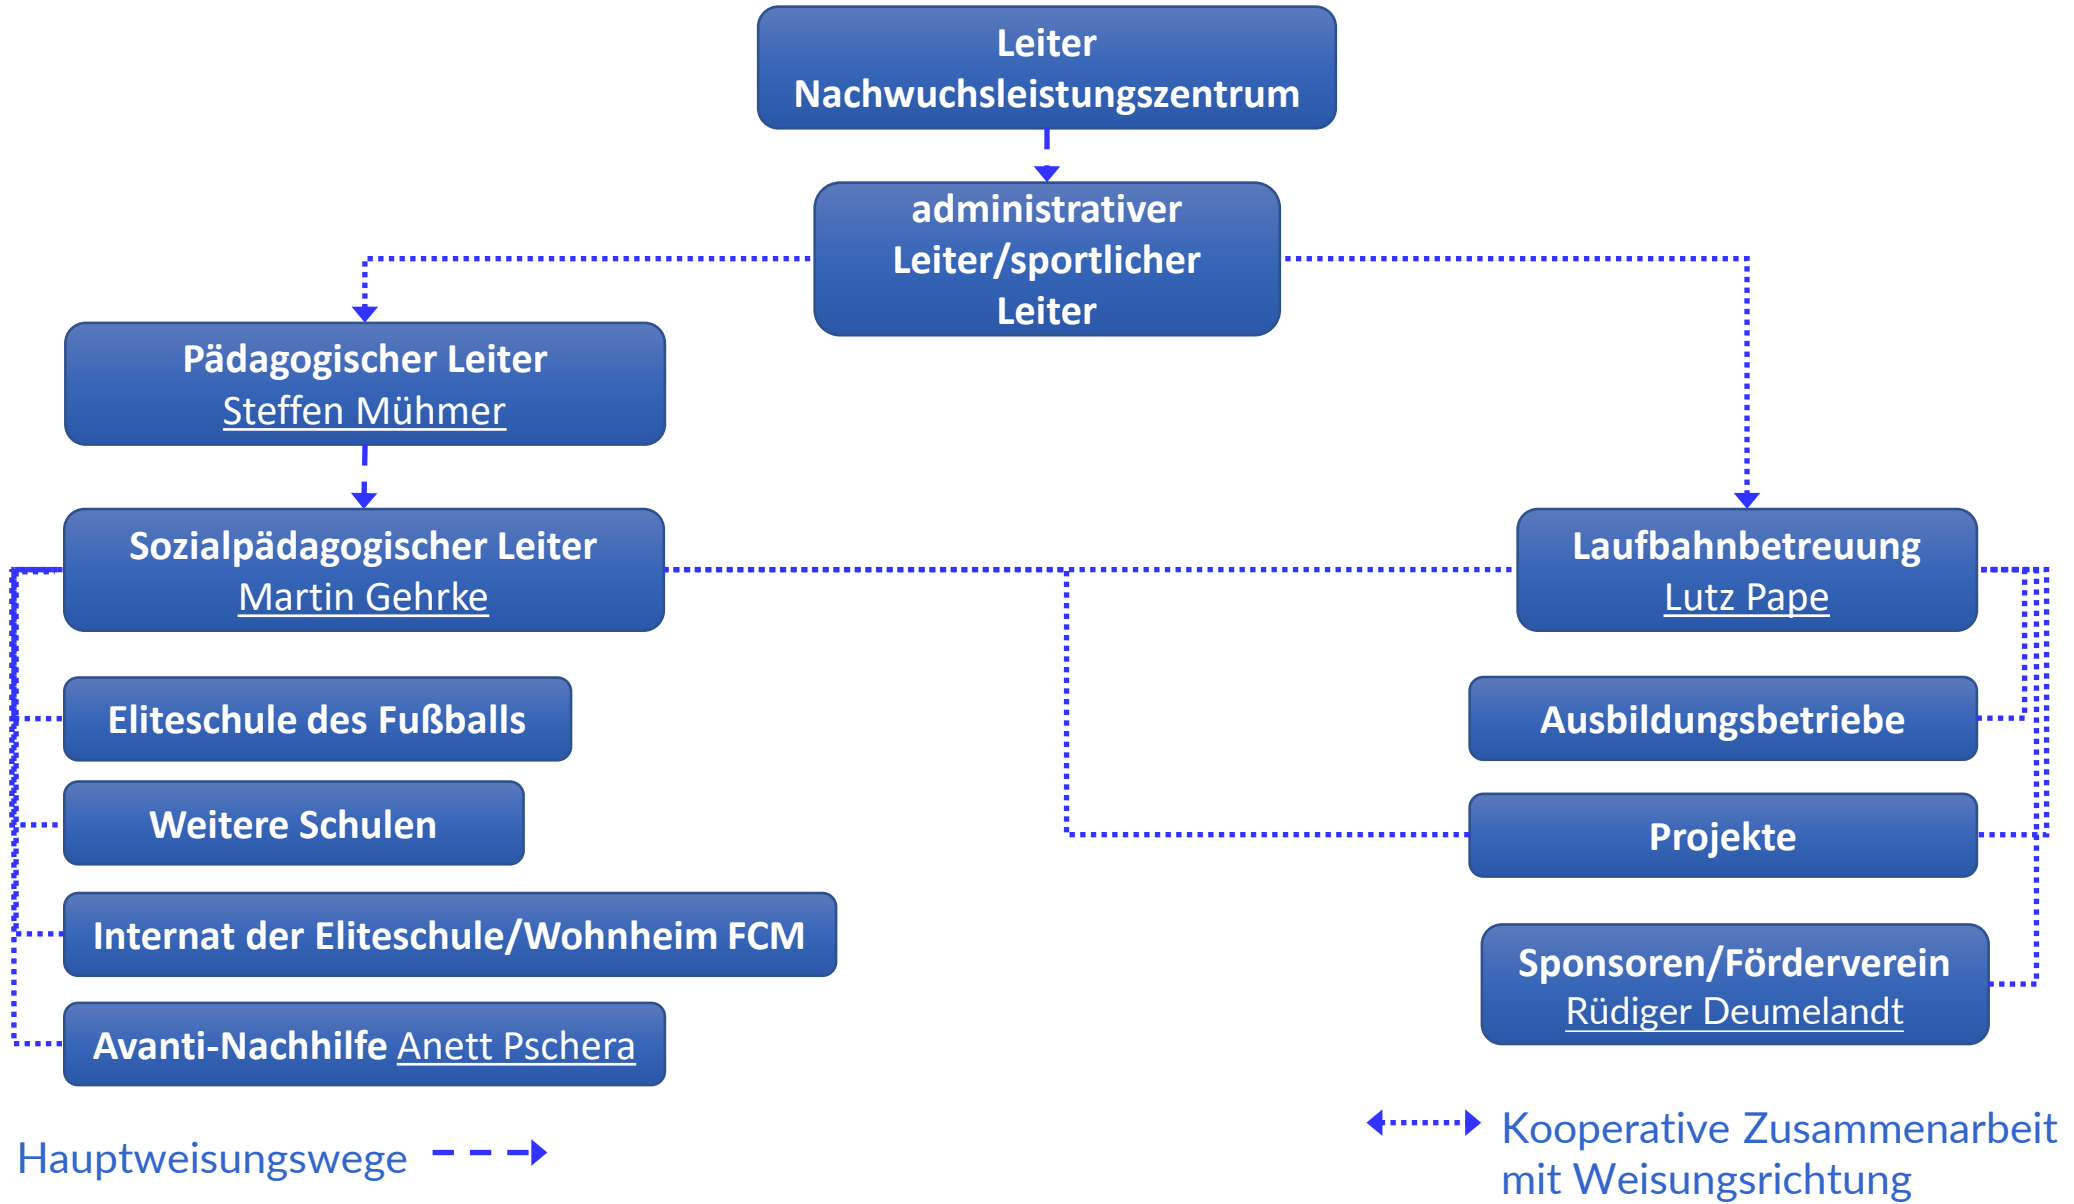 Leiter
Nachwuchsleistungszentrum
administrativer
Leiter/sportlicher
Leiter
Pädagogischer Leiter
Steffen Mühmer
Sozialpädagogischer Leiter
Martin Gehrke
Laufbahnbetreuung
Lutz Pape
Eliteschule des Fußballs
Weitere Schulen
Internat der Eliteschule/Wohnheim FCM
Avanti-Nachhilfe Anett Pschera
Ausbildungsbetriebe
Projekte
Sponsoren/Förderverein
Rüdiger Deumelandt
Hauptweisungswege
Kooperative Zusammenarbeit
mit Weisungsrichtung